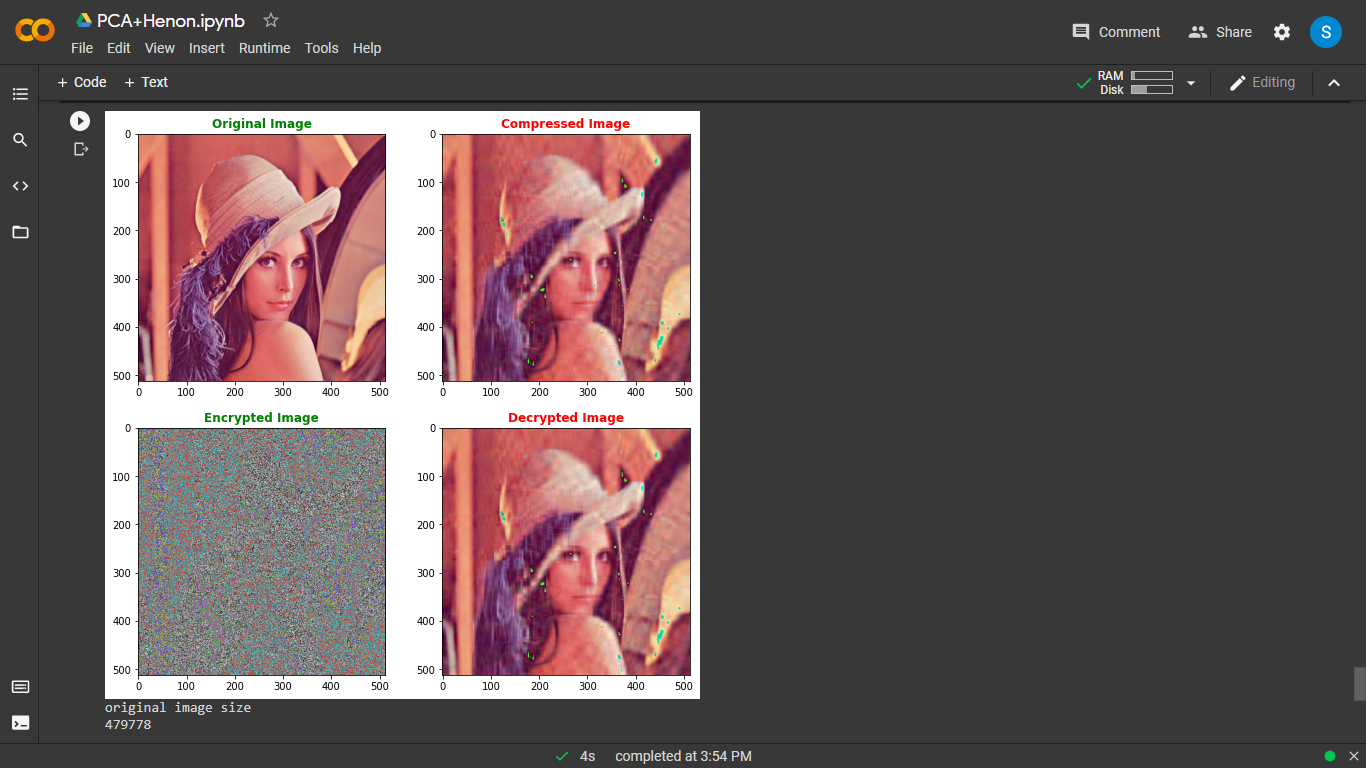 PCA+Henon.ipynb
File Edit View Insert Runtime Tools Help
Comment Share S
+ Code + Text
RAM
Disk
Editing
Original Image Compressed Image
0 0
100 100
200 200
300 300
400 400
500 500
0 100 200 300 400 500 0 100 200 300 400 500
Encrypted Image Decrypted Image
0 0
100 100
200 200
300 300
400 400
500 500
0 100 200 300 400 500 0 100 200 300 400 500
original image size
479778
4s completed at 3:54 PM